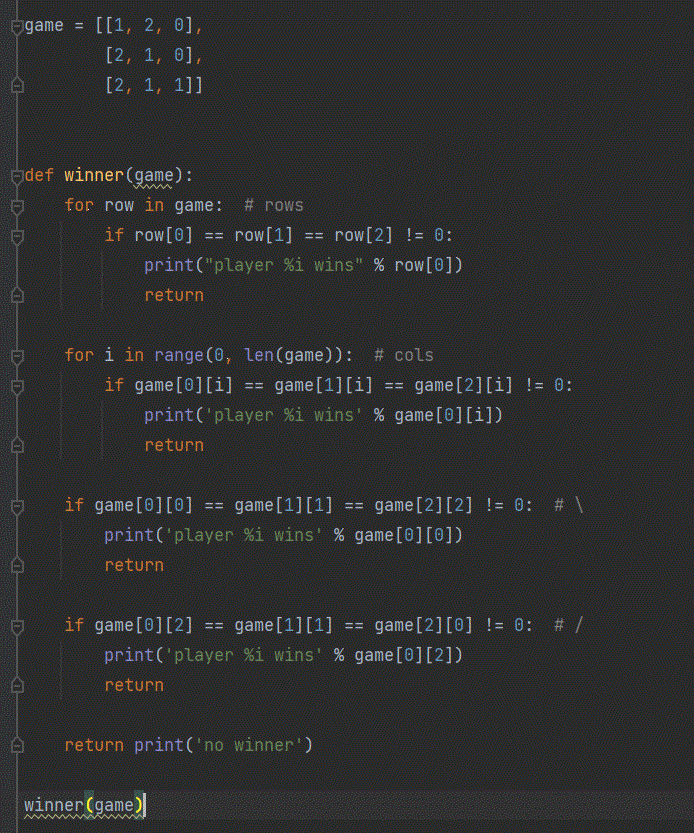 game = [[1, 2, 0],
        [2, 1, 0],
        [2, 1, 1]]
def winner(game):
    for row in game:  # rows
        if row[0] == row[1] == row[2] != 0:
            print("player %i wins" % row[0])
            return
    for i in range(0, len(game)):  # cols
        if game[0][i] == game[1][i] == game[2][i] != 0:
            print('player %i wins' % game[0][i])
            return
    if game[0][0] == game[1][1] == game[2][2] != 0:  # \
        print('player %i wins' % game[0][0])
        return
    if game[0][2] == game[1][1] == game[2][0] != 0:  # /
        print('player %i wins' % game[0][2])
        return
    return print('no winner')
winner(game)